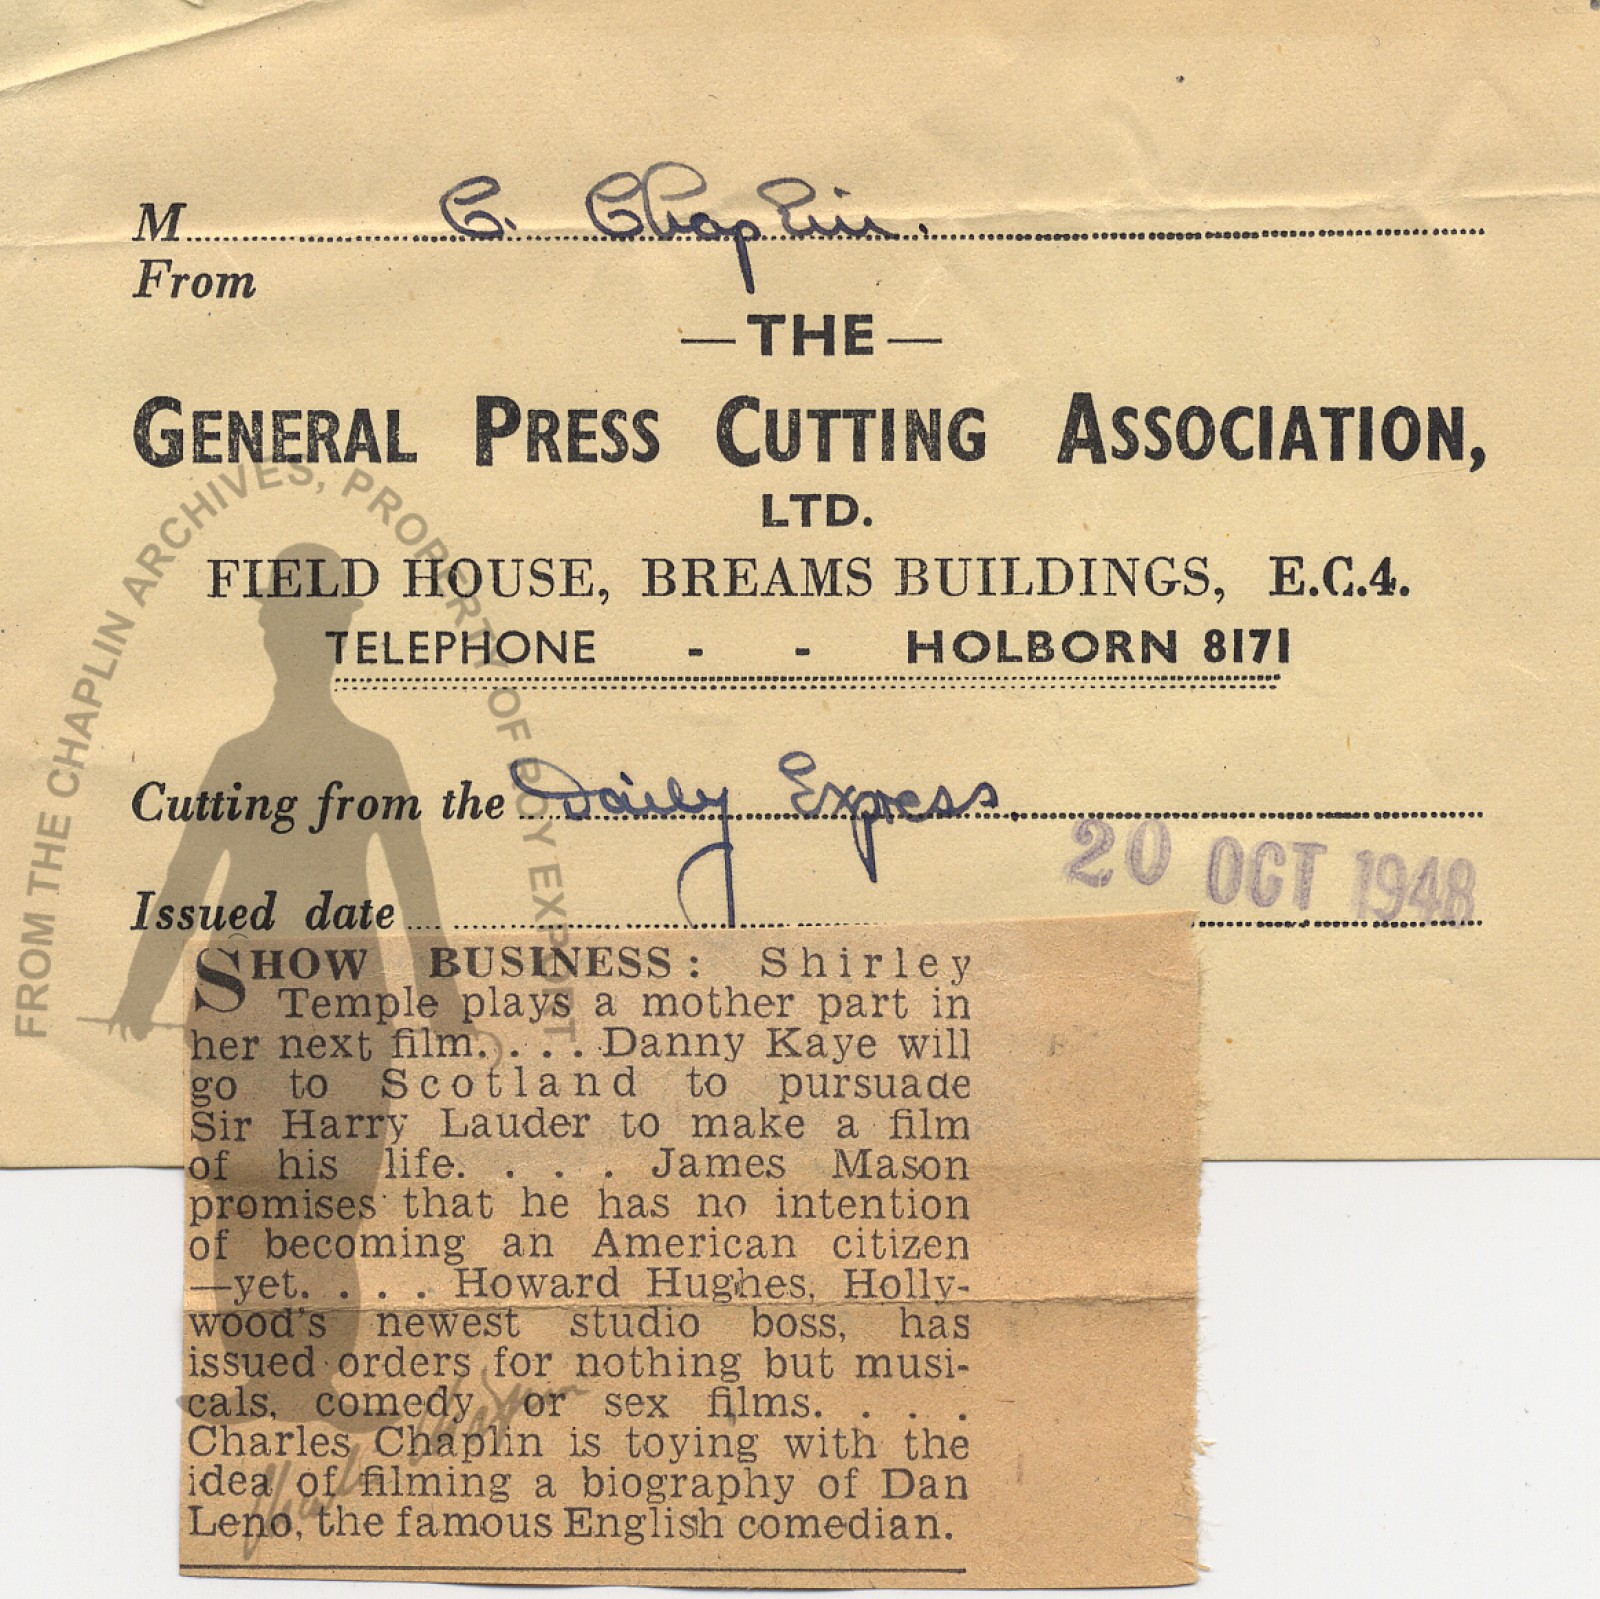 M C. Chaplin.
From
— THE —
GENERAL PRESS CUTTING ASSOCIATION,
LTD.
FIELD HOUSE, BREAMS BUILDINGS, E.C.4.
TELEPHONE - - HOLBORN 8171
Cutting from the Daily Express
20 OCT 1948
Issued date
SHOW BUSINESS: Shirley
Temple plays a mother part in
her next film. . . . Danny Kaye will
go to Scotland to pursuade
Sir Harry Lauder to make a film
of his life. . . . James Mason
promises that he has no intention
of becoming an American citizen
—yet. . . . Howard Hughes, Holly-
wood's newest studio boss, has
issued orders for nothing but musi-
cals, comedy or sex films. . . .
Charles Chaplin is toying with the
idea of filming a biography of Dan
Leno, the famous English comedian.
FROM THE CHAPLIN ARCHIVES, PROPERTY OF ROY EXPORT